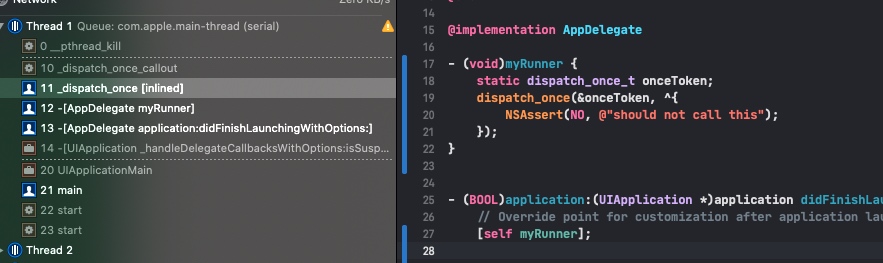 Network
Zero KB/s
Thread 1 Queue: com.apple.main-thread (serial)
0 __pthread_kill
10 _dispatch_once_callout
11 _dispatch_once [inlined]
12 -[AppDelegate myRunner]
13 -[AppDelegate application:didFinishLaunchingWithOptions:]
14 -[UIApplication _handleDelegateCallbacksWithOptions:isSusp...
20 UIApplicationMain
21 main
22 start
23 start
Thread 2
14
15 @implementation AppDelegate
16
17 - (void)myRunner {
18 static dispatch_once_t onceToken;
19 dispatch_once(&onceToken, ^{
20 NSAssert(NO, @"should not call this");
21 });
22 }
23
24
25 - (BOOL)application:(UIApplication *)application didFinishLau
26 // Override point for customization after application lau
27 [self myRunner];
28